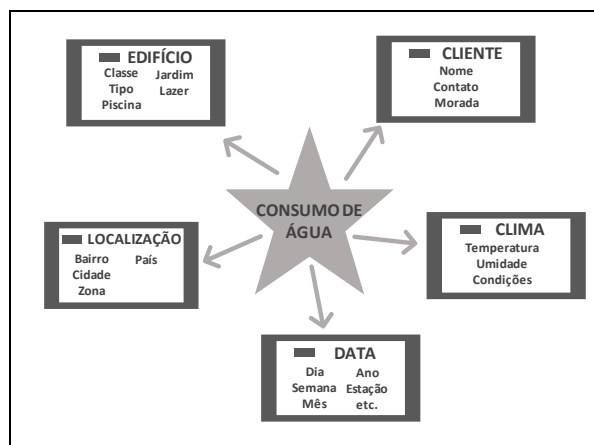 EDIFÍCIO
Classe Jardim
Tipo Lazer
Piscina
CLIENTE
Nome
Contato
Morada
CONSUMO DE
ÁGUA
LOCALIZAÇÃO
Bairro País
Cidade
Zona
CLIMA
Temperatura
Umidade
Condições
DATA
Dia Ano
Semana Estação
Mês etc.